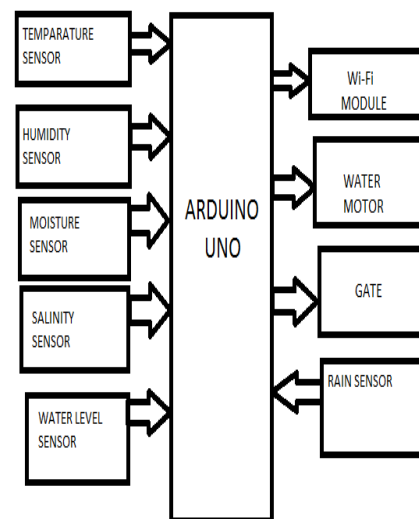 TEMPARATURE
SENSOR
HUMIDITY
SENSOR
MOISTURE
SENSOR
SALINITY
SENSOR
WATER LEVEL
SENSOR
ARDUINO
UNO
Wi-Fi
MODULE
WATER
MOTOR
GATE
RAIN SENSOR